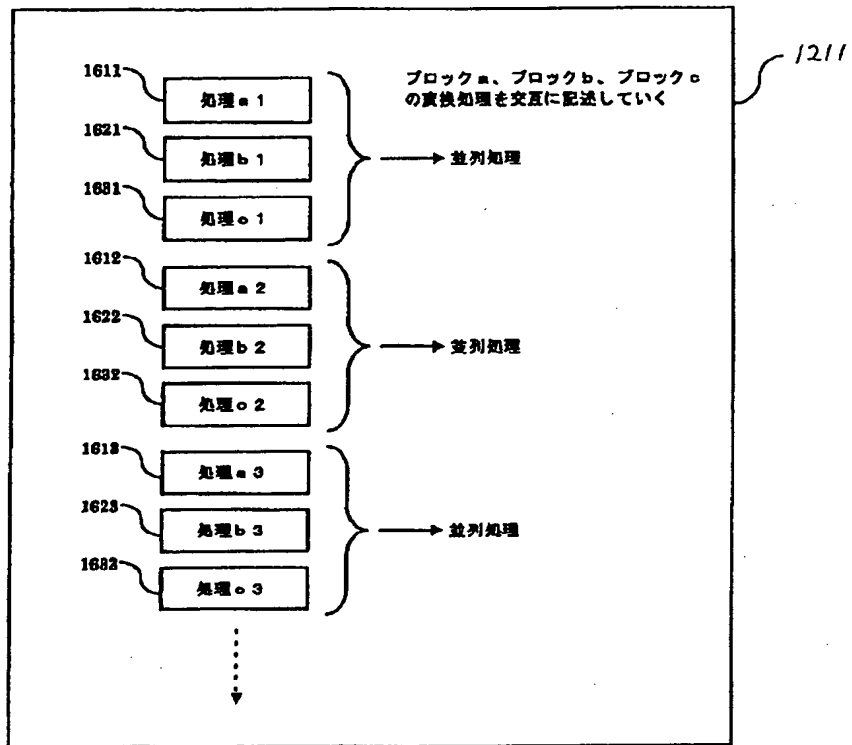 1211
ブロックa、ブロックb、ブロックc
の変換処理を交互に記述していく
1611
処理a1
1621
処理b1
1631
処理c1
並列処理
1612
処理a2
1622
処理b2
1632
処理c2
並列処理
1613
処理a3
1623
処理b3
1633
処理c3
並列処理